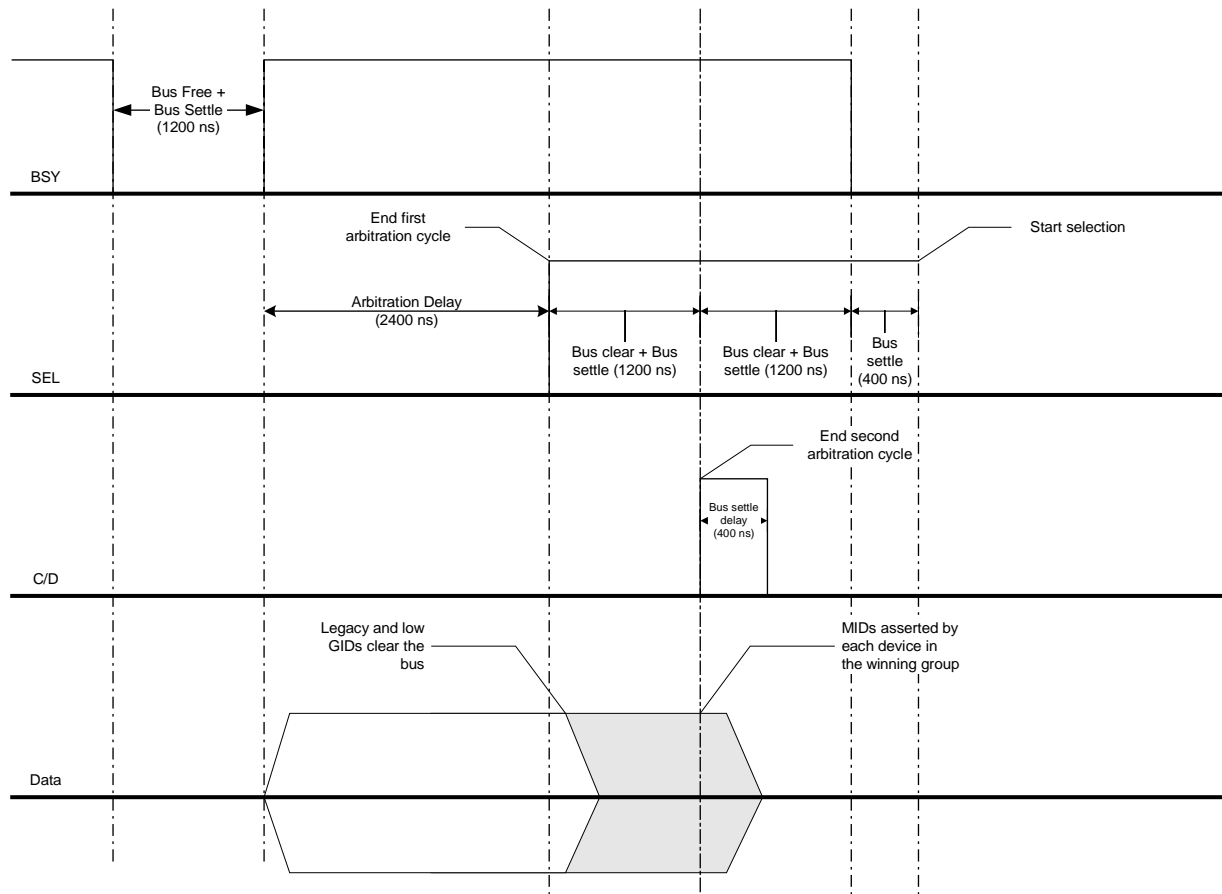 Bus Free +
Bus Settle
(1200 ns)
BSY
End first
arbitration cycle
Start selection
Arbitration Delay
(2400 ns)
Bus clear + Bus
settle (1200 ns)
Bus clear + Bus
settle (1200 ns)
Bus
settle
(400 ns)
SEL
End second
arbitration cycle
Bus settle
delay
(400 ns)
C/D
Legacy and low
GIDs clear the
bus
MIDs asserted by
each device in
the winning group
Data